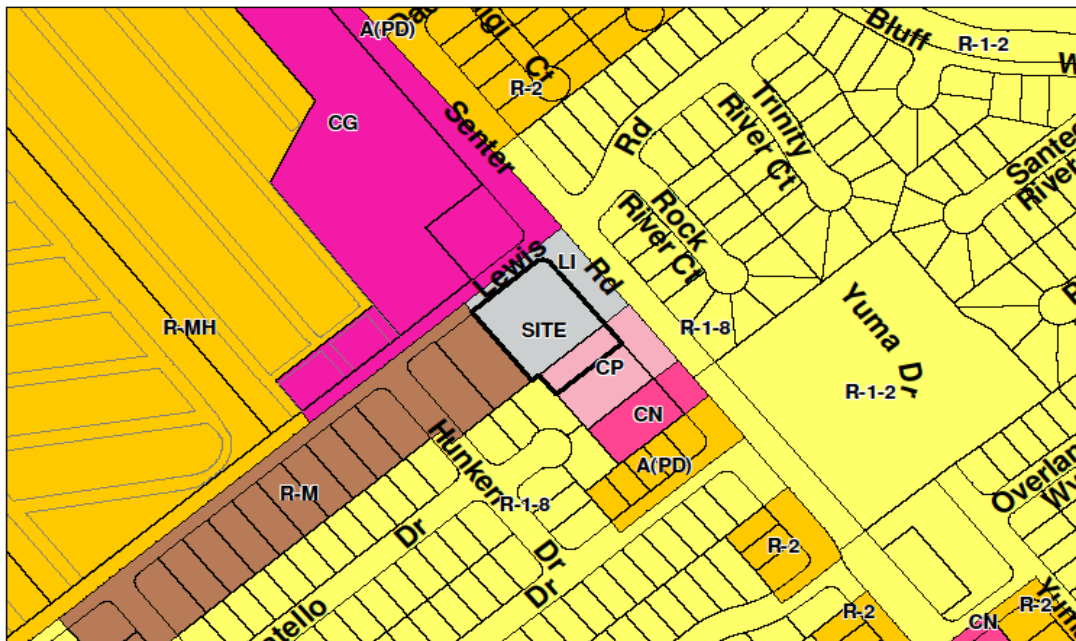 A(PD)
Luigi
Ct
R-2
Bluff
R-1-2
CG
Senter
Rd
Trinity
River Ct
Rock
River Ct
River
Lewis
LI
Rd
SITE
R-MH
R-1-8
Yuma
Dr
CP
R-1-2
CN
A(PD)
R-M
R-1-8
Dr
Dr
Dr
R-2
R-2
CN
R-2